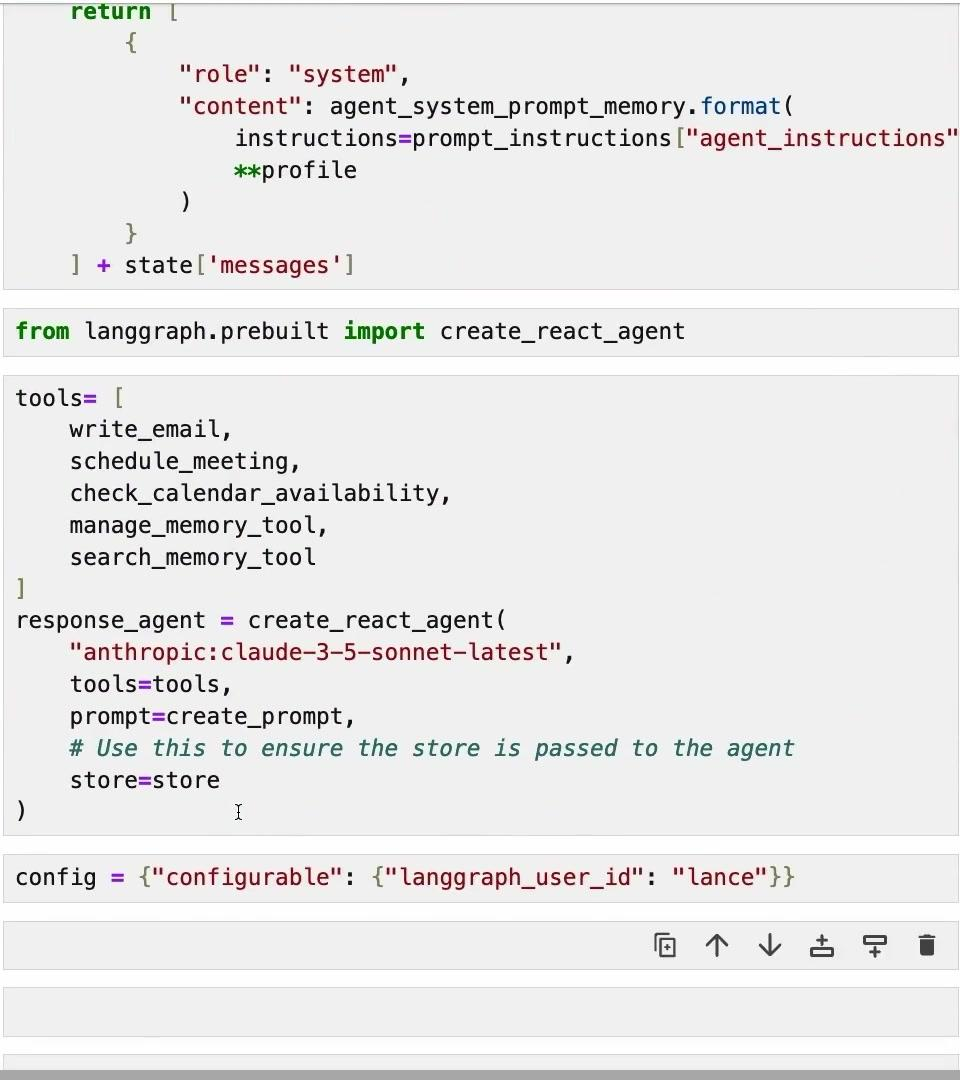 return [
        {
            "role": "system",
            "content": agent_system_prompt_memory.format(
                instructions=prompt_instructions["agent_instructions"
                **profile
            )
        }
    ] + state['messages']
from langgraph.prebuilt import create_react_agent
tools= [
    write_email,
    schedule_meeting,
    check_calendar_availability,
    manage_memory_tool,
    search_memory_tool
]
response_agent = create_react_agent(
    "anthropic:claude-3-5-sonnet-latest",
    tools=tools,
    prompt=create_prompt,
    # Use this to ensure the store is passed to the agent
    store=store
)
config = {"configurable": {"langgraph_user_id": "lance"}}